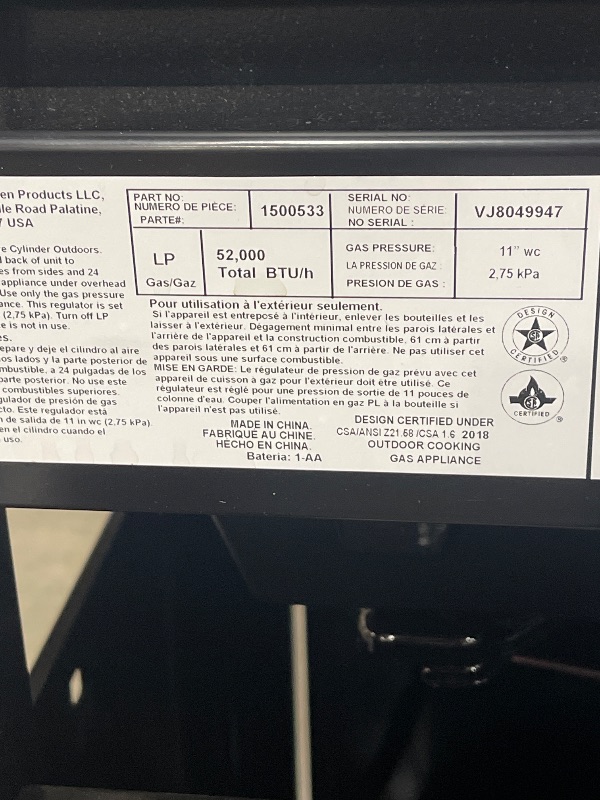 en Products LLC,
le Road Palatine,
USA
e Cylinder Outdoors.
back of unit to
es from sides and 24
appliance under overhead
Use only the gas pressure
ance. This regulator is set
(2,75 kPa). Turn off LP
e is not in use.
epare y deje el cilindro al aire
os lados y la parte posterior de
mbustible, a 24 pulgadas de los
parte posterior. No use este
combustibles superiores.
gulador de presión de gas
cto. Este regulador está
n de salida de 11 in wc (2,75 kPa).
en el cilindro cuando el
uso.
PART NO:
NUMERO DE PIÈCE:
PARTE#:
1500533
SERIAL NO:
NUMERO DE SÉRIE:
NO SERIAL :
VJ8049947
LP
Gas/Gaz
52,000
Total BTU/h
GAS PRESSURE:
LA PRESSION DE GAZ :
PRESION DE GAS :
11" wc
2,75 kPa
Pour utilisation à l'extérieur seulement.
Si l'appareil est entreposé à l'intérieur, enlever les bouteilles et les
laisser à l'extérieur. Dégagement minimal entre les parois latérales et
l'arrière de l'appareil et la construction combustible, 61 cm à partir
des parois latérales et 61 cm à partir de l'arrière. Ne pas utiliser cet
appareil sous une surface combustible.
MISE EN GARDE: Le régulateur de pression de gaz prévu avec cet
appareil de cuisson à gaz pour l'extérieur doit être utilisé. Ce
régulateur est réglé pour une pression de sortie de 11 pouces de
colonne d'eau. Couper l'alimentation en gaz PL à la bouteille si
l'appareil n'est pas utilisé.
MADE IN CHINA.
FABRIQUÉ AU CHINE.
HECHO EN CHINA.
Bateria: 1-AA
DESIGN CERTIFIED UNDER
CSA/ANSI Z21.58 /CSA 1.6 2018
OUTDOOR COOKING
GAS APPLIANCE
DESIGN
CERTIFIED
®
CERTIFIED
®